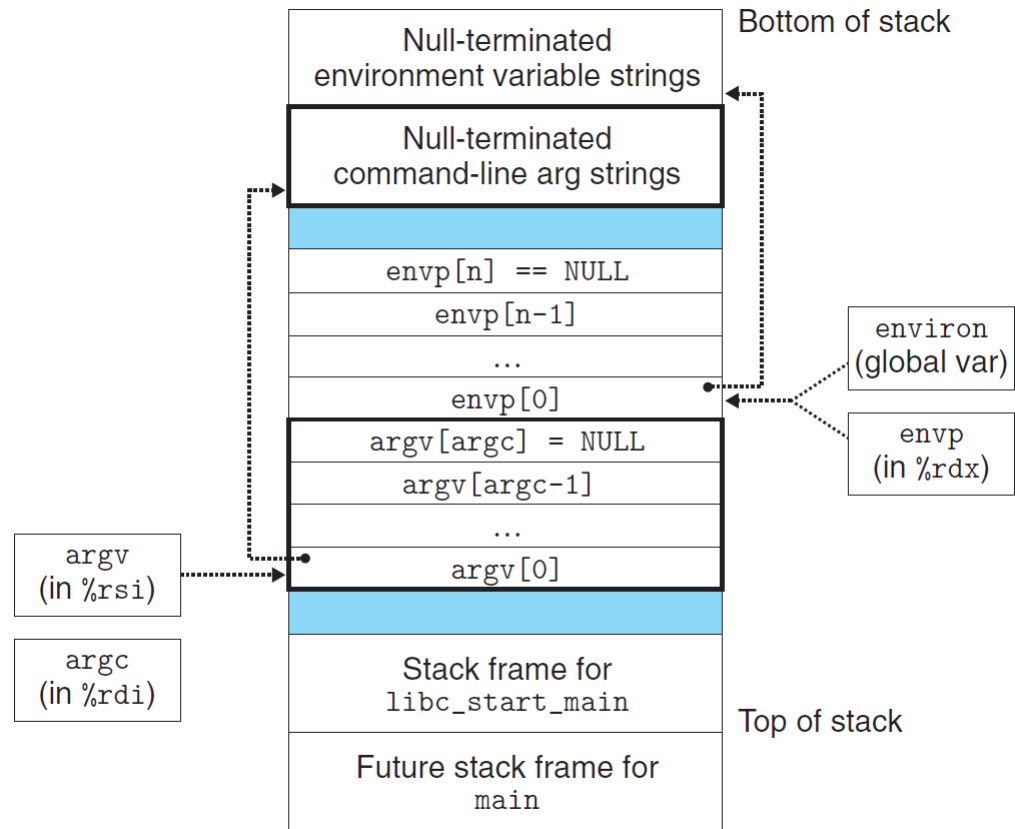 Bottom of stack
Null-terminated
environment variable strings
Null-terminated
command-line arg strings
envp[n] == NULL
envp[n-1]
...
envp[0]
environ
(global var)
envp
(in %rdx)
argv[argc] = NULL
argv[argc-1]
...
argv[0]
argv
(in %rsi)
argc
(in %rdi)
Stack frame for
libc_start_main
Top of stack
Future stack frame for
main